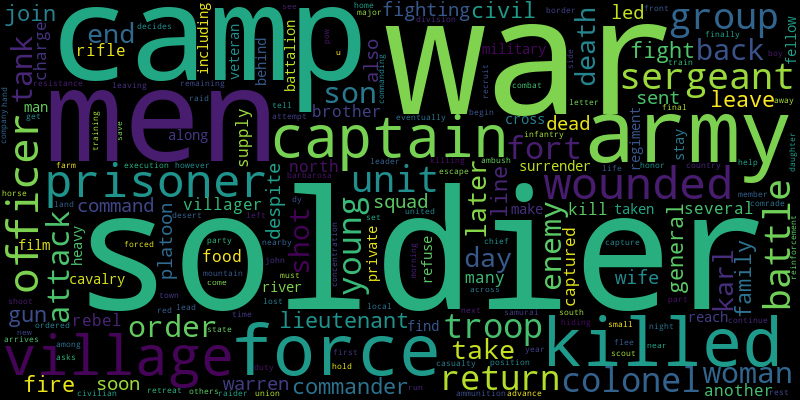 join
camp
war
end
fighting
civil
led
group
son
death
fight
back
tank
charge
rifle
including
veteran
behind
battalion
also
military
sergeant
fellow
men
brother
sent
leave
man
along
supply
captain
cross
dead
army
fort
regiment
stay
officer
prisoner
unit
north
line
surrender
wounded
command
villager
despite
squad
later
make
kill
taken
several
attack
platoon
soldier
shot
young
enemy
day
captured
general
karl
family
battle
film
heavy
cavalry
food
river
private
refuse
many
wife
gun
rebel
order
lieutenant
find
troop
reach
village
force
take
killed
fire
soon
warren
commander
return
colonel
woman
another
home
decides
major
border
front
division
see
finally
boy
train
resistance
leaving
remaining
commanding
recruit
combat
side
company
hand
get
raid
tell
attempt
eventually
begin
letter
final
away
training
save
infantry
farm
execution
however
leader
killing
ambush
escape
life
honor
country
help
daughter
horse
land
desert
left
barbarossa
set
united
member
comrade
forced
party
nearby
concentration
chief
capture
mountain
come
john
must
morning
across
reinforcement
town
red
lead
lost
local
samurai
south
part
shoot
new
ordered
state
time
next
hiding
small
night
continue
arrives
among
asks
first
hold
year
flee
near
scout
duty
casualty
position
civilian
retreat
others
raider
union
run
ammunition
advance
rest
pow
u
dy